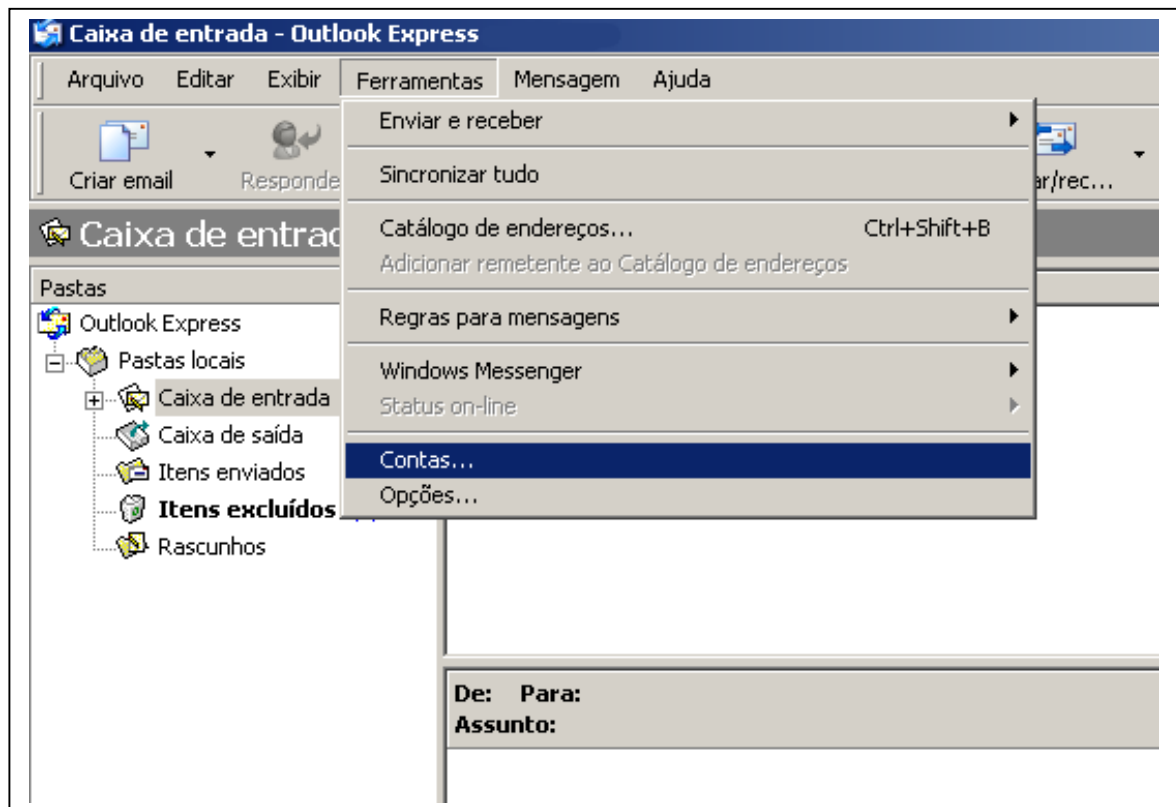 Caixa de entrada - Outlook Express
Arquivo Editar Exibir Ferramentas Mensagem Ajuda
Criar email Responde ar/rec...
Caixa de entrad
Enviar e receber
Sincronizar tudo
Catálogo de endereços... Ctrl+Shift+B
Adicionar remetente ao Catálogo de endereços
Regras para mensagens
Windows Messenger
Status on-line
Contas...
Opções...
Pastas
Outlook Express
Pastas locais
Caixa de entrada
Caixa de saída
Itens enviados
Itens excluídos
Rascunhos
De: Para:
Assunto: